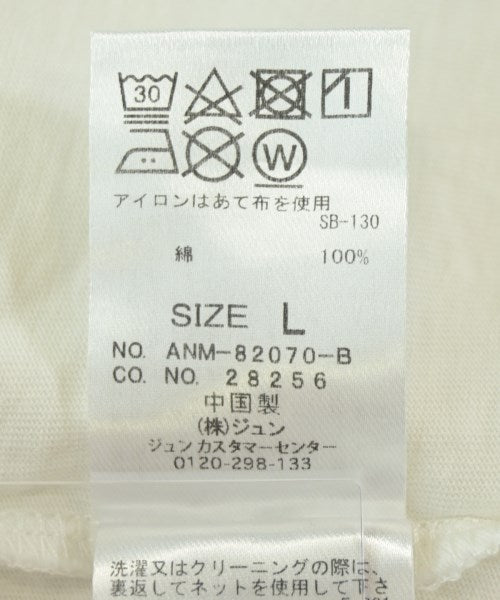 30
W
アイロンはあて布を使用
SB-130
綿 100%
SIZE L
NO. ANM-82070-B
CO. NO. 28256
中国製
(株)ジュン
ジュン カスタマーセンター
0120-298-133
洗濯又はクリーニングの際は、
裏返してネットを使用して下さ